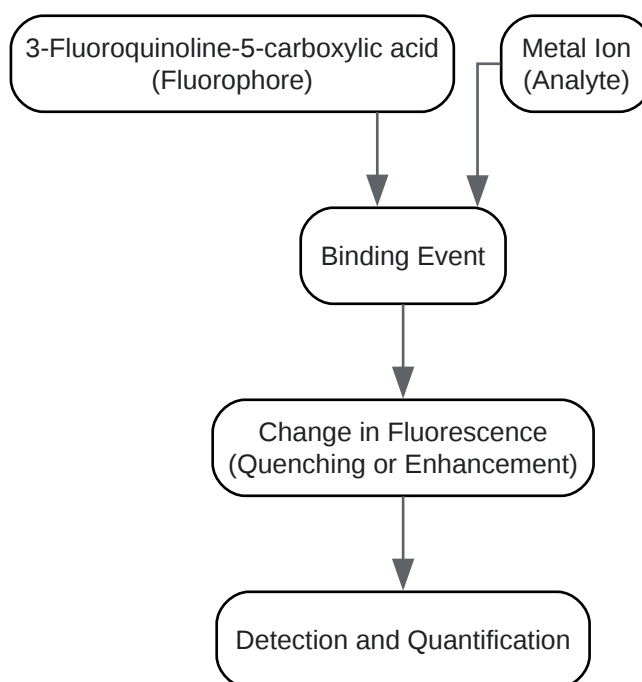 3-Fluoroquinoline-5-carboxylic acid
(Fluorophore)
Metal Ion
(Analyte)
Binding Event
Change in Fluorescence
(Quenching or Enhancement)
Detection and Quantification